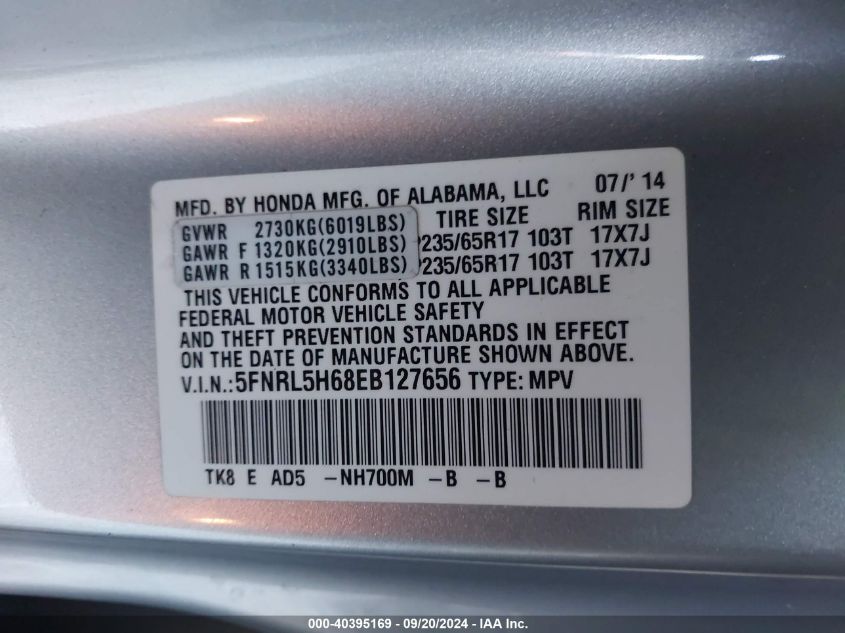 MFD. BY HONDA MFG. OF ALABAMA, LLC 07/' 14
GVWR 2730KG(6019LBS) TIRE SIZE RIM SIZE
GAWR F 1320KG(2910LBS) P235/65R17 103T 17X7J
GAWR R 1515KG(3340LBS) P235/65R17 103T 17X7J
THIS VEHICLE CONFORMS TO ALL APPLICABLE
FEDERAL MOTOR VEHICLE SAFETY
AND THEFT PREVENTION STANDARDS IN EFFECT
ON THE DATE OF MANUFACTURE SHOWN ABOVE.
V.I.N.:5FNRL5H68EB127656 TYPE: MPV
TK8 E AD5 -NH700M -B -B
000-40395169 - 09/20/2024 - IAA Inc.